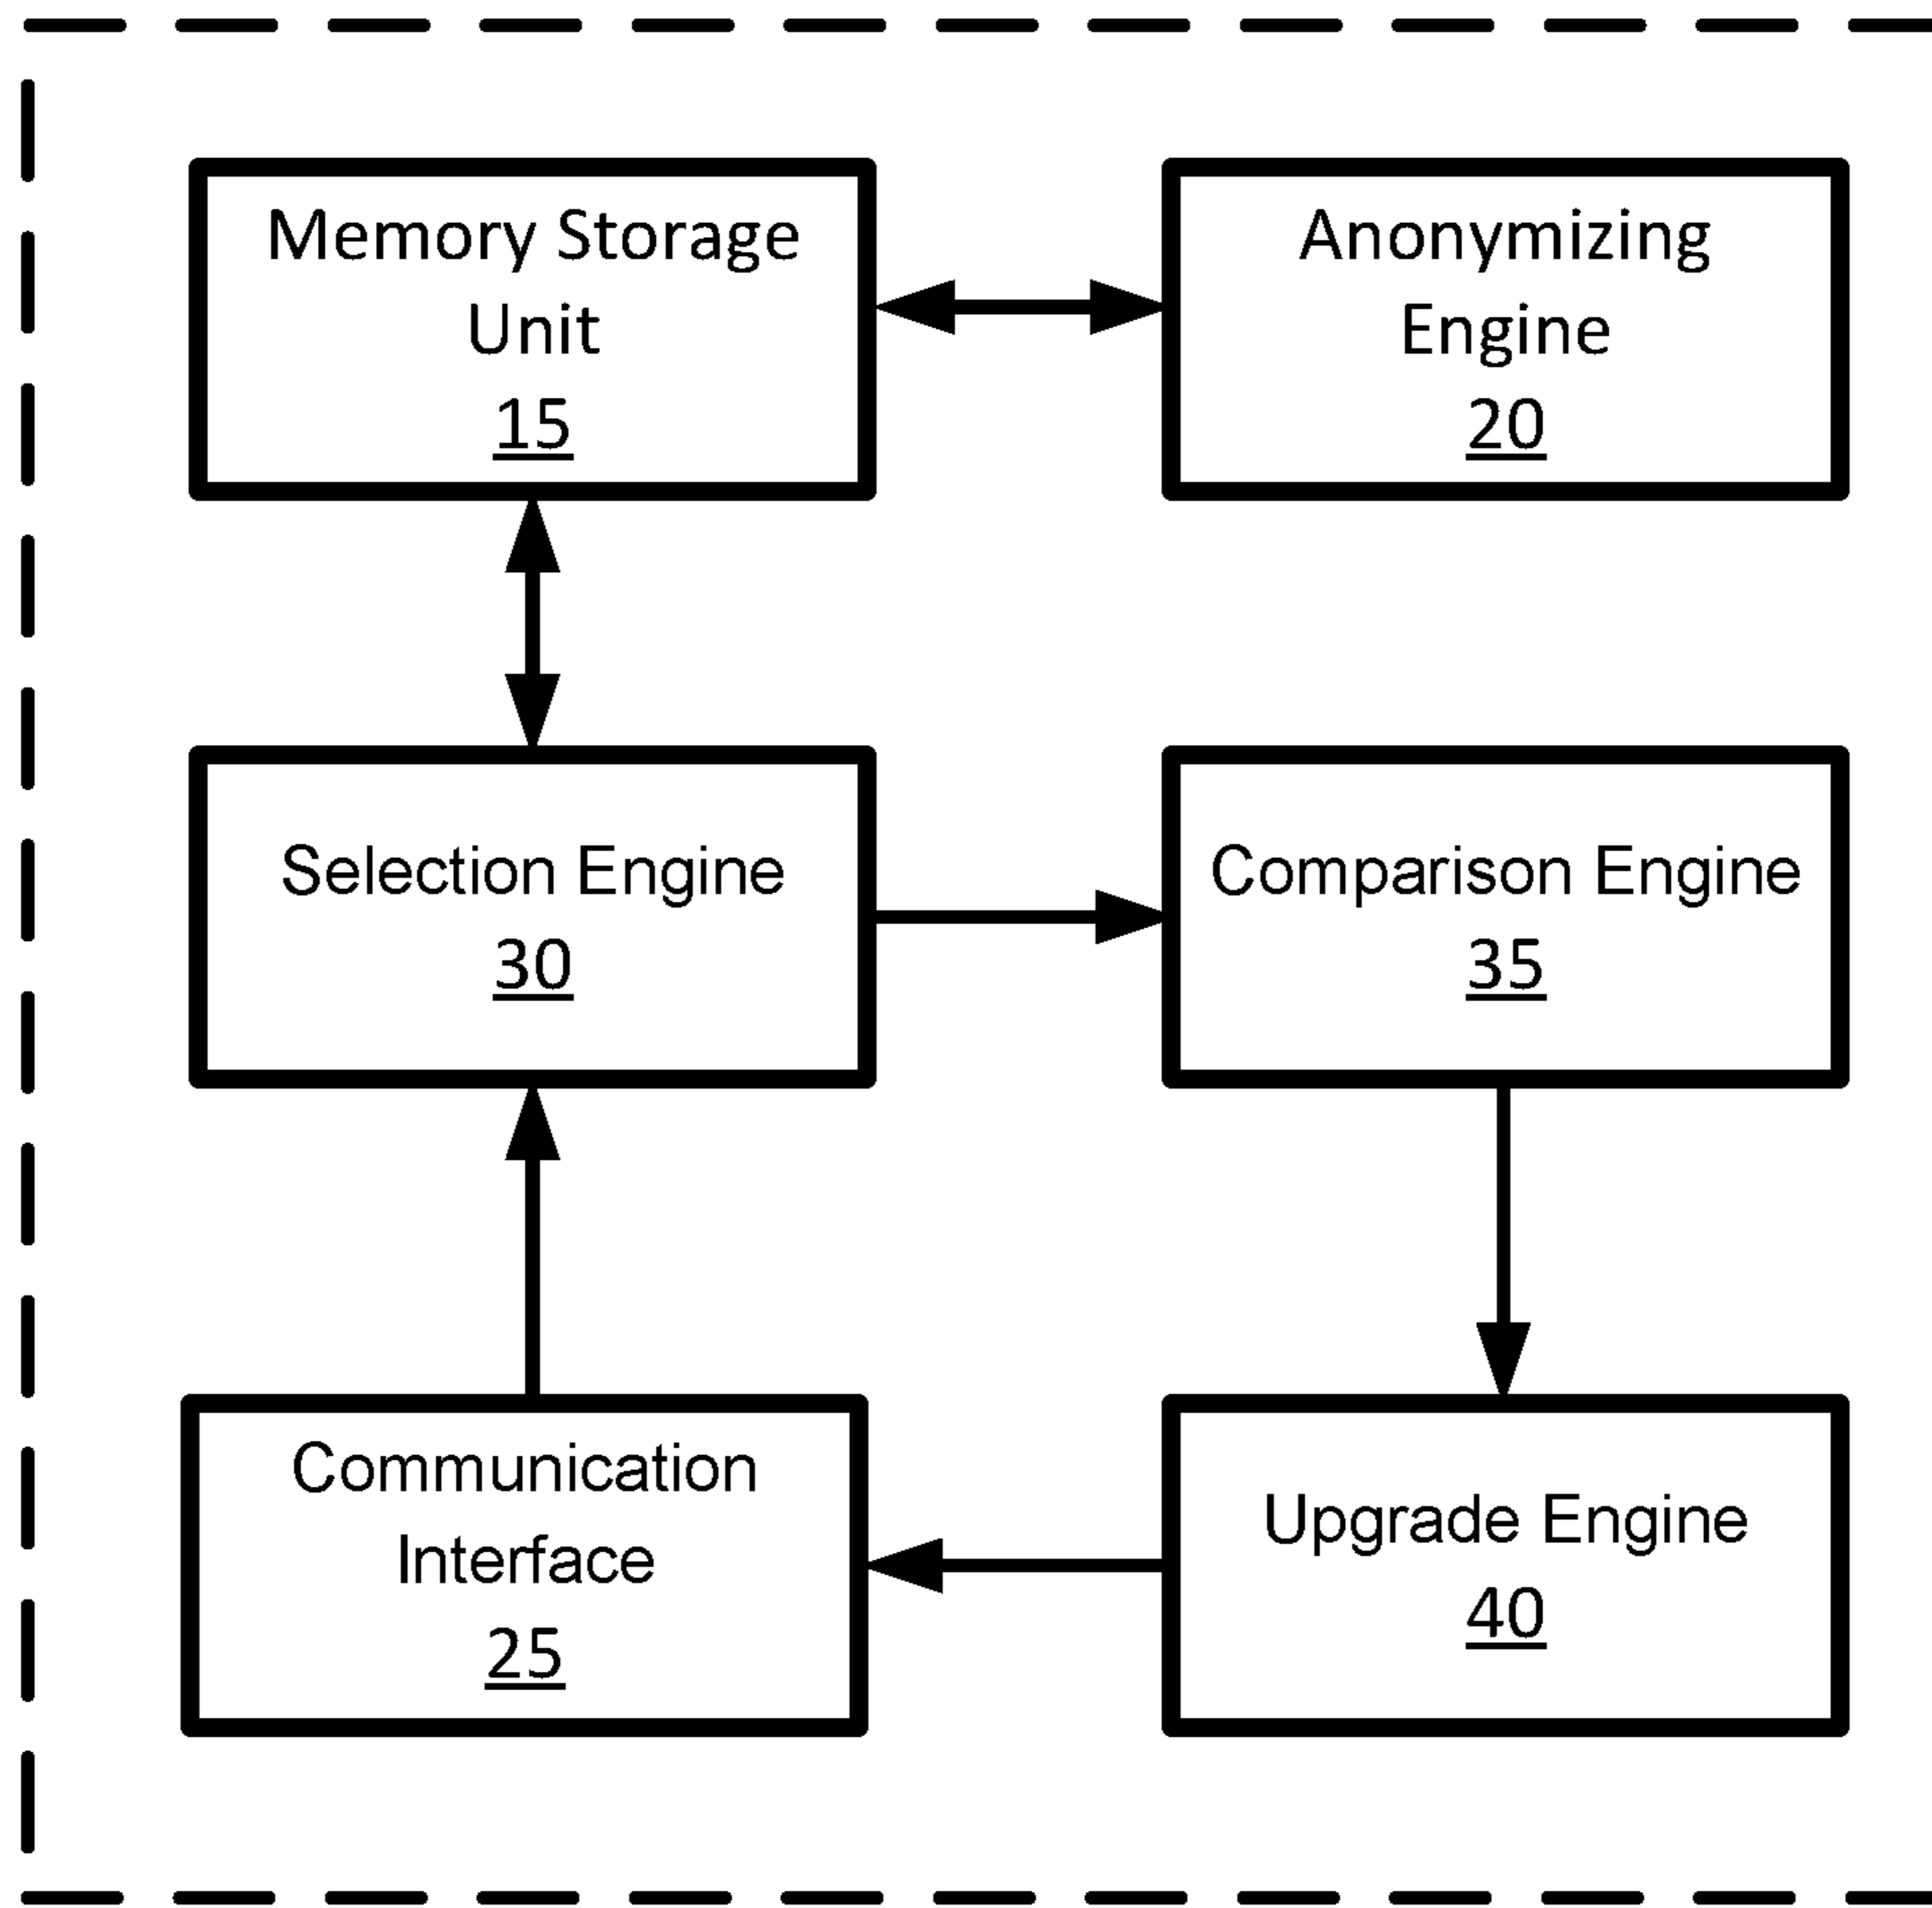 Memory Storage
Unit
15
Anonymizing
Engine
20
Selection Engine
30
Comparison Engine
35
Communication
Interface
25
Upgrade Engine
40